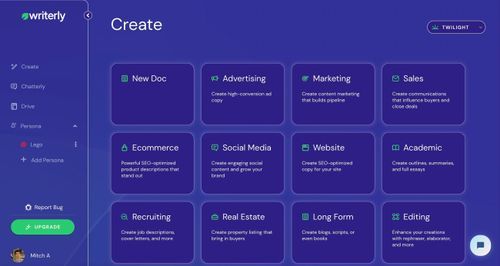 writerly
Create
TWILIGHT
Create
Chatterly
Drive
Persona
Lago
Add Persona
Report Bug
UPGRADE
Mitch A
New Doc
Advertising
Create high-conversion ad
copy
Marketing
Create content marketing
that builds pipeline
Sales
Create communications
that influence buyers and
close deals
Ecommerce
Powerful SEO-optimized
product descriptions that
stand out
Social Media
Create engaging social
content and grow your
brand
Website
Create SEO-optimized
copy for your site
Academic
Create outlines, summaries,
and full essays
Recruiting
Create job descriptions,
cover letters, and more
Real Estate
Create property listing that
bring in buyers
Long Form
Create blogs, scripts, or
even books
Editing
Enhance your creations
with rephraser, elaborator,
and more